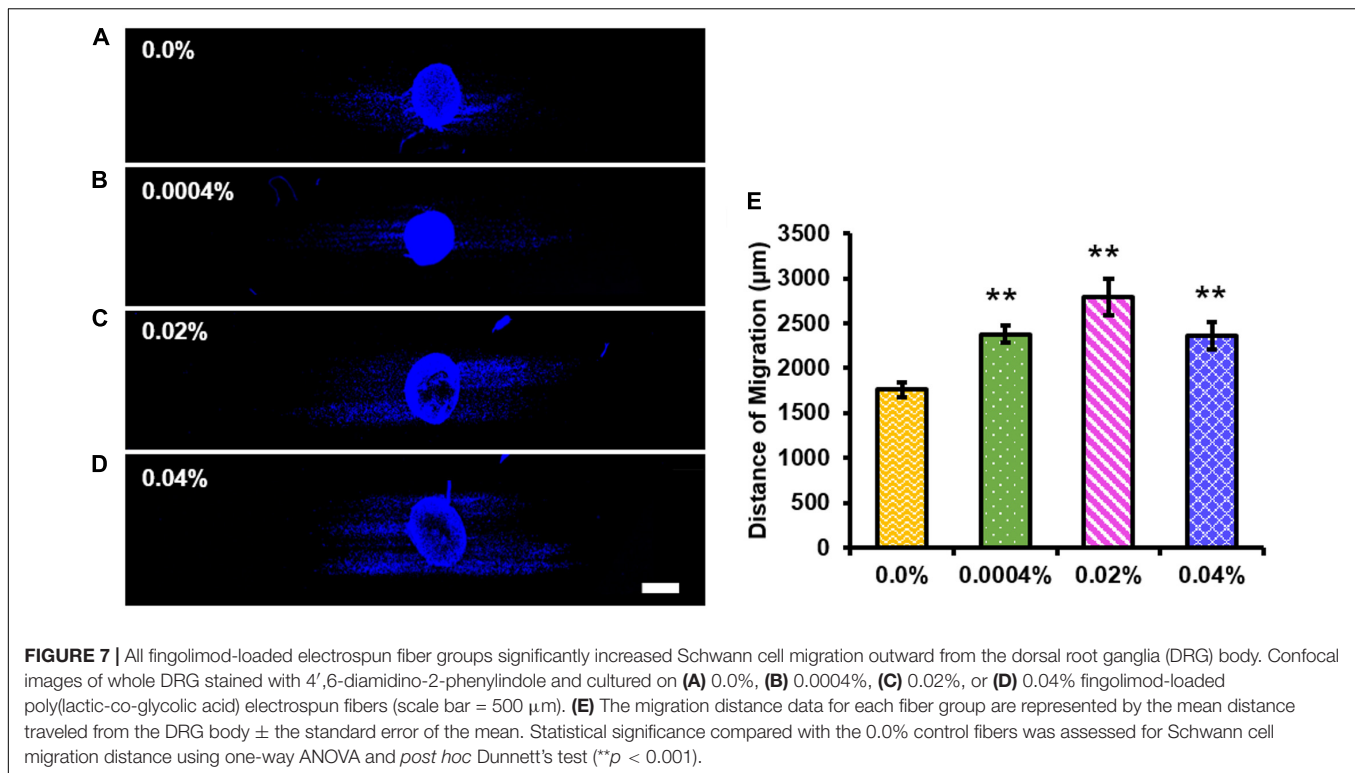 A
0.0%
B
0.0004%
C
0.02%
D
0.04%
E
Distance of Migration (µm)
3500
3000
2500
2000
1500
1000
500
0
**
**
**
0.0%
0.0004%
0.02%
0.04%
FIGURE 7 | All fingolimod-loaded electrospun fiber groups significantly increased Schwann cell migration outward from the dorsal root ganglia (DRG) body. Confocal
images of whole DRG stained with 4′,6-diamidino-2-phenylindole and cultured on (A) 0.0%, (B) 0.0004%, (C) 0.02%, or (D) 0.04% fingolimod-loaded
poly(lactic-co-glycolic acid) electrospun fibers (scale bar = 500 µm). (E) The migration distance data for each fiber group are represented by the mean distance
traveled from the DRG body ± the standard error of the mean. Statistical significance compared with the 0.0% control fibers was assessed for Schwann cell
migration distance using one-way ANOVA and post hoc Dunnett's test (**p < 0.001).